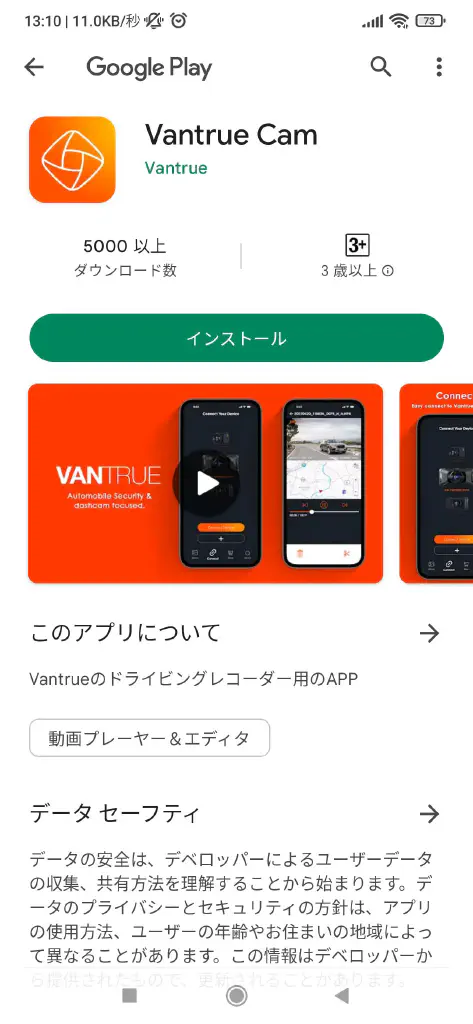 13:10 | 11.0KB/秒
73
Google Play
Vantrue Cam
Vantrue
5000 以上
ダウンロード数
3+
3 歳以上
インストール
VANTRUE
Automobile Security &
dashcam focused.
Connect Your Device
Connect
Easy connect to Vantrue
Connect Your
このアプリについて
Vantrueのドライビングレコーダー用のAPP
動画プレーヤー＆エディタ
データ セーフティ
データの安全は、デベロッパーによるユーザーデータ
の収集、共有方法を理解することから始まります。デ
ータのプライバシーとセキュリティの方針は、アプリ
の使用方法、ユーザーの年齢やお住まいの地域によっ
て異なることがあります。この情報はデベロッパーか
ら提供されたもので、更新されることがあります。